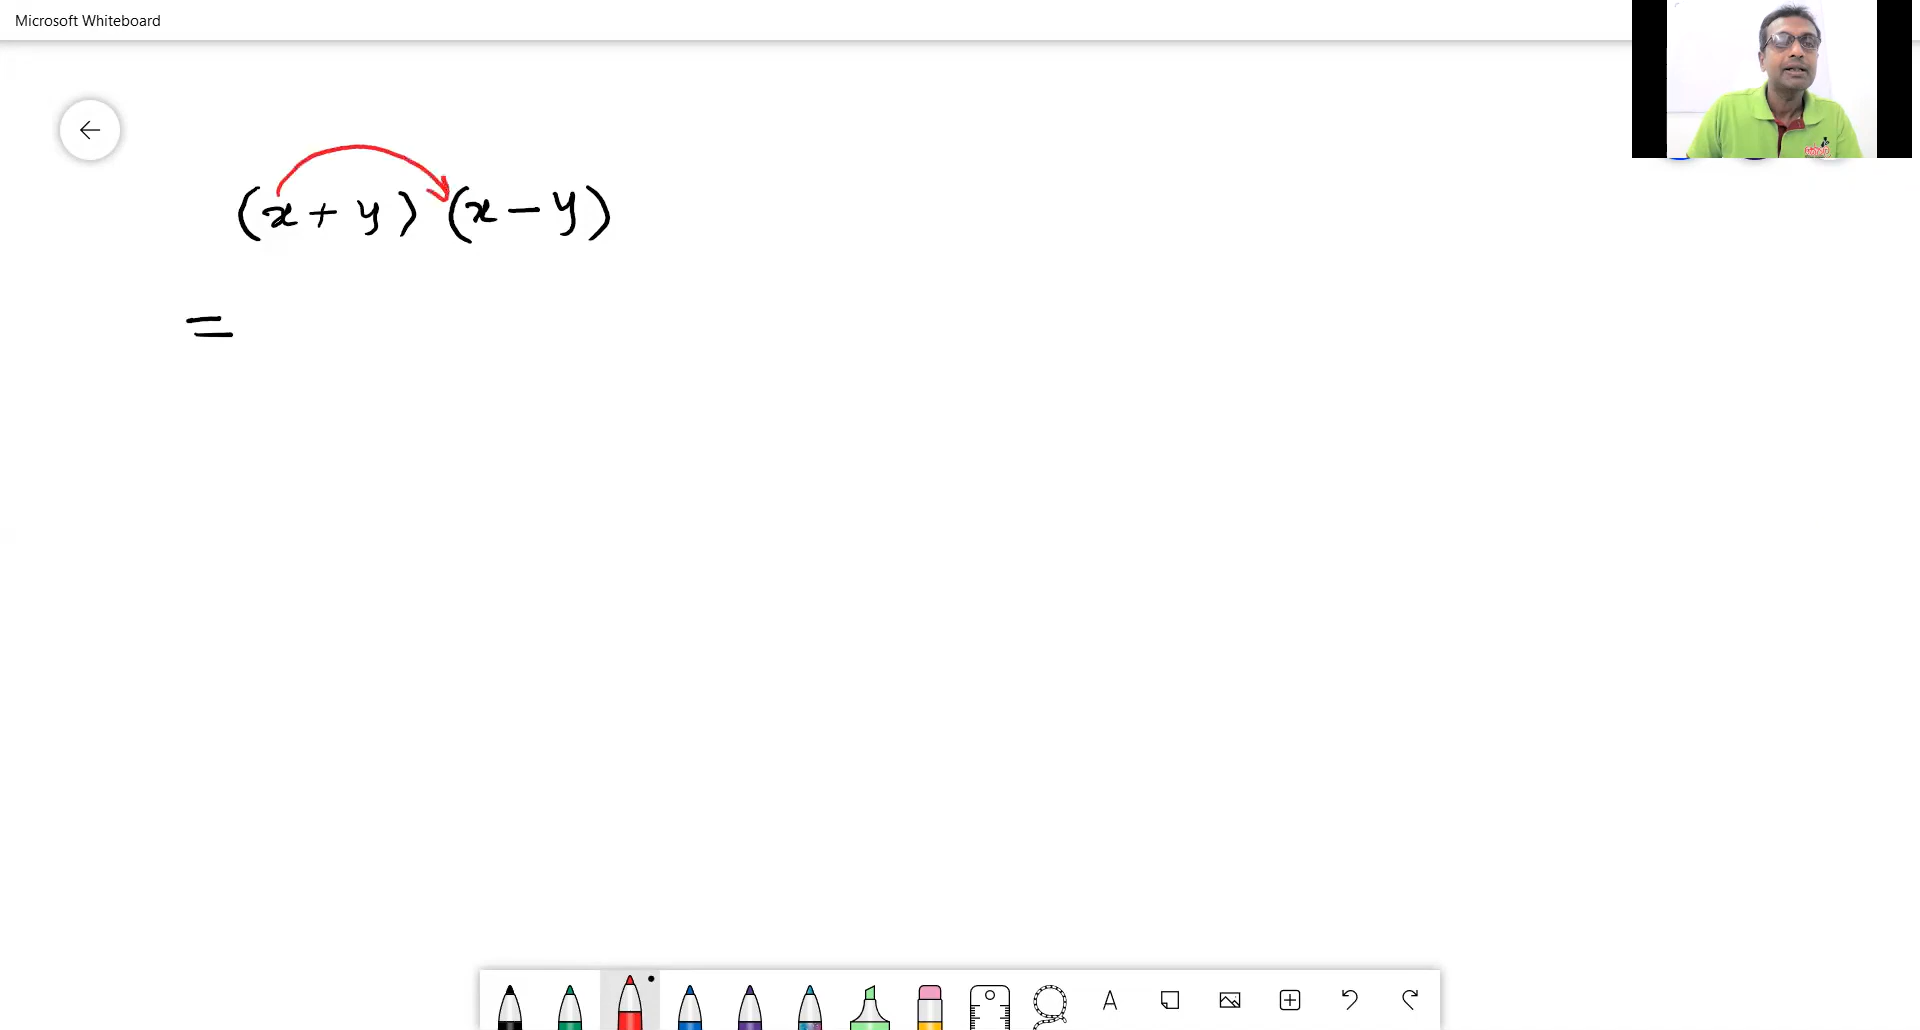 Microsoft Whiteboard
(x + y) (x - y)
=